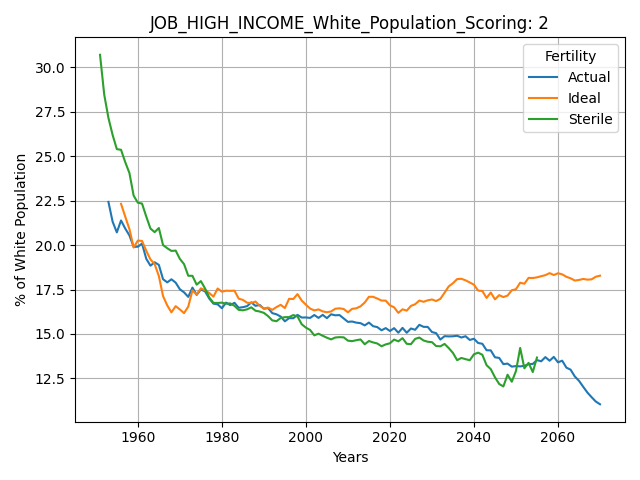 JOB_HIGH_INCOME_White_Population_Scoring: 2
Fertility
Actual
Ideal
Sterile
% of White Population
30.0
27.5
25.0
22.5
20.0
17.5
15.0
12.5
1960 1980 2000 2020 2040 2060
Years